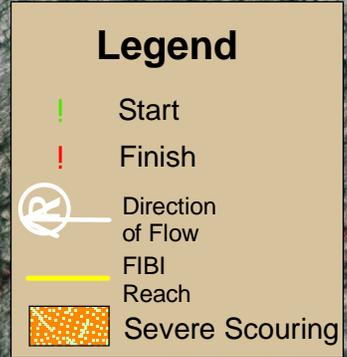 Legend
! Start
! Finish
Direction
of Flow
FIBI
Reach
Severe Scouring